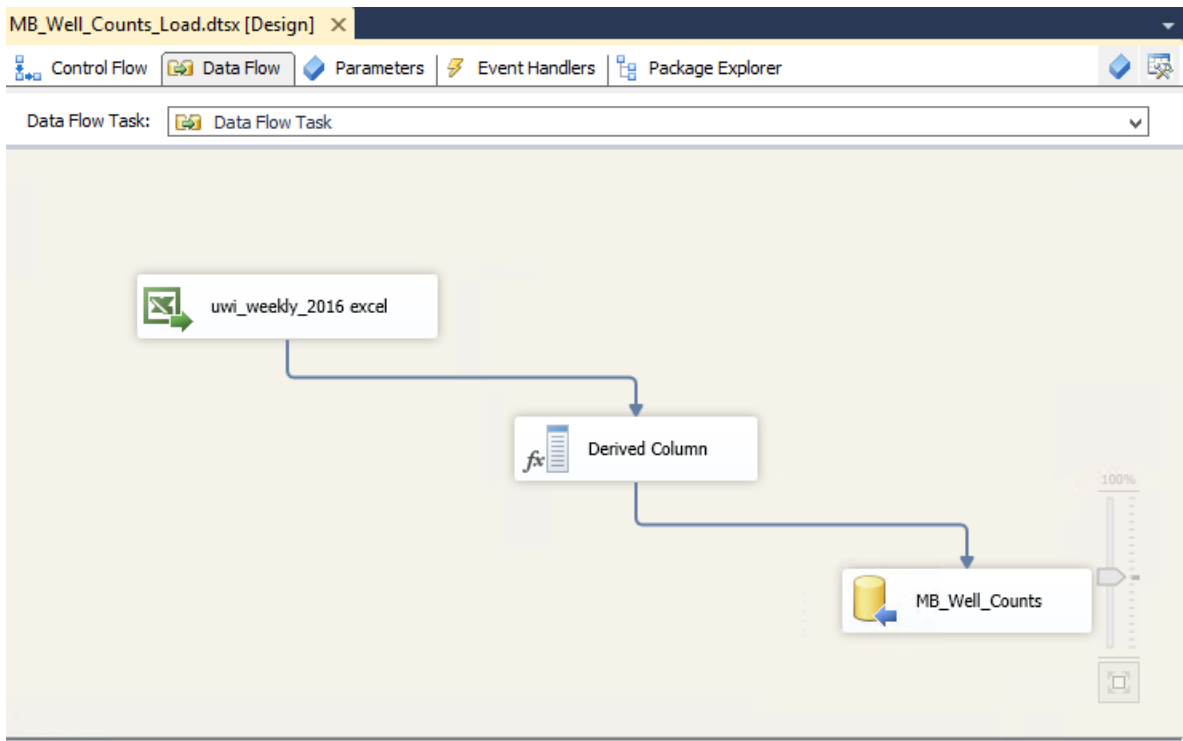 MB_Well_Counts_Load.dtsx [Design]
Control Flow Data Flow Parameters Event Handlers Package Explorer
Data Flow Task: Data Flow Task
uwi_weekly_2016 excel
fx Derived Column
100%
MB_Well_Counts